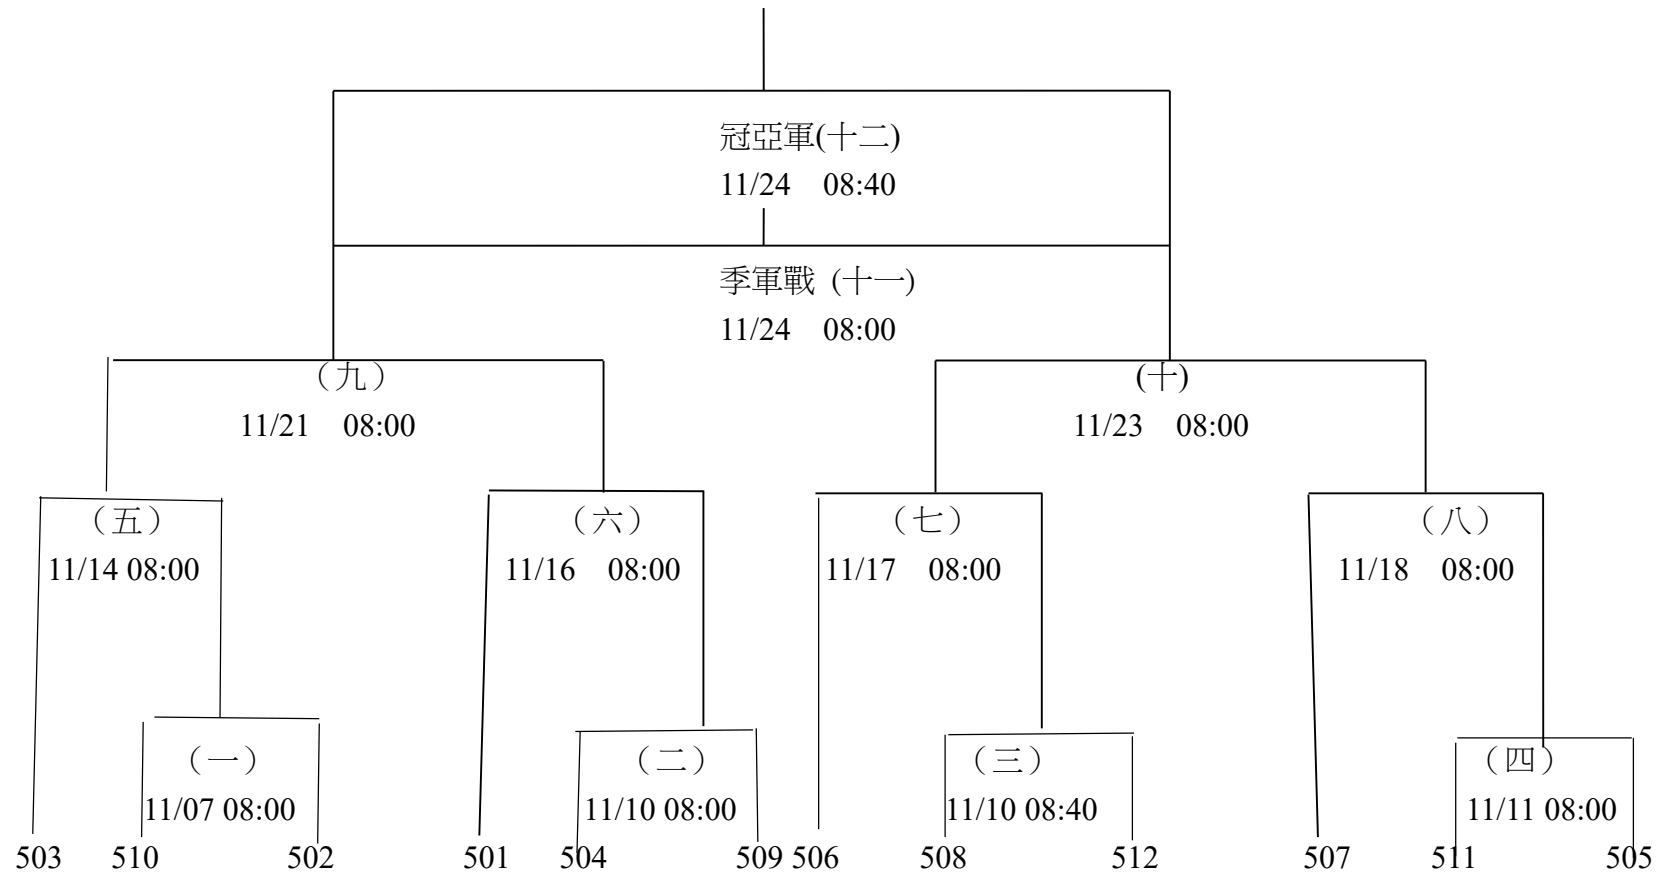 冠亞軍(十二)
11/24 08:40
季軍戰 (十一)
11/24 08:00
（九）
11/21 08:00
(十)
11/23 08:00
（五）
11/14 08:00
（六）
11/16 08:00
（七）
11/17 08:00
（八）
11/18 08:00
（一）
11/07 08:00
（二）
11/10 08:00
（三）
11/10 08:40
（四）
11/11 08:00
503 510 502 501 504 509 506 508 512 507 511 505